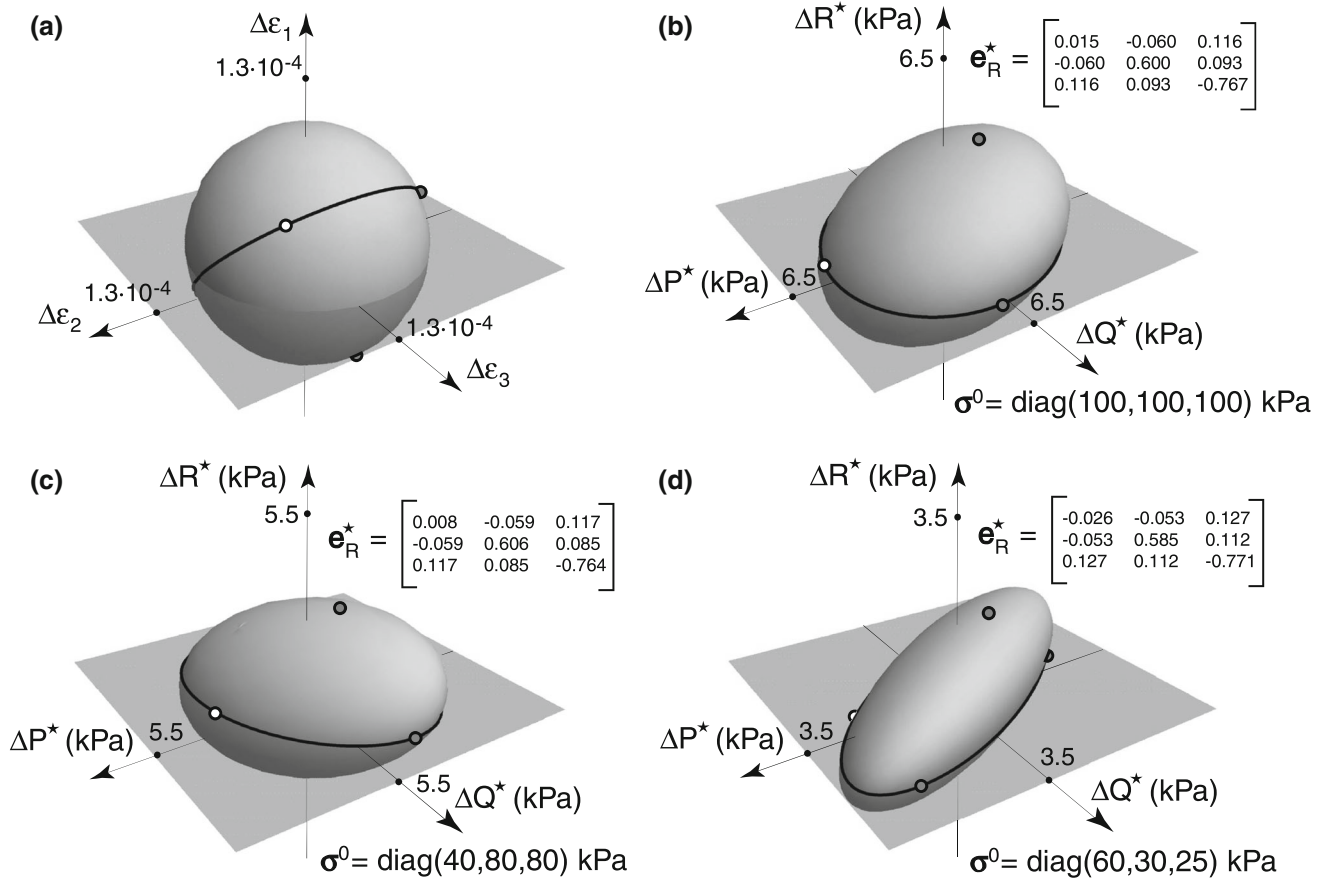 (a)
Δε1
1.3·10-4
1.3·10-4
Δε2
1.3·10-4
Δε3
(b)
ΔR★ (kPa)
6.5
e★R =
0.015 -0.060 0.116
-0.060 0.600 0.093
0.116 0.093 -0.767
ΔP★ (kPa)
6.5
6.5
ΔQ★ (kPa)
σ0= diag(100,100,100) kPa
(c)
ΔR★ (kPa)
5.5
e★R =
0.008 -0.059 0.117
-0.059 0.606 0.085
0.117 0.085 -0.764
ΔP★ (kPa)
5.5
5.5
ΔQ★ (kPa)
σ0= diag(40,80,80) kPa
(d)
ΔR★ (kPa)
3.5
e★R =
-0.026 -0.053 0.127
-0.053 0.585 0.112
0.127 0.112 -0.771
ΔP★ (kPa)
3.5
3.5
ΔQ★ (kPa)
σ0= diag(60,30,25) kPa